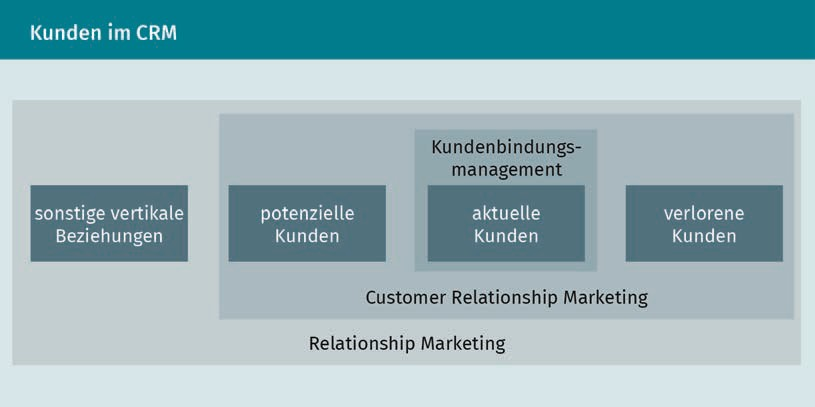 Kunden im CRM
Kundenbindungs-
management
sonstige vertikale
Beziehungen
potenzielle
Kunden
aktuelle
Kunden
verlorene
Kunden
Customer Relationship Marketing
Relationship Marketing